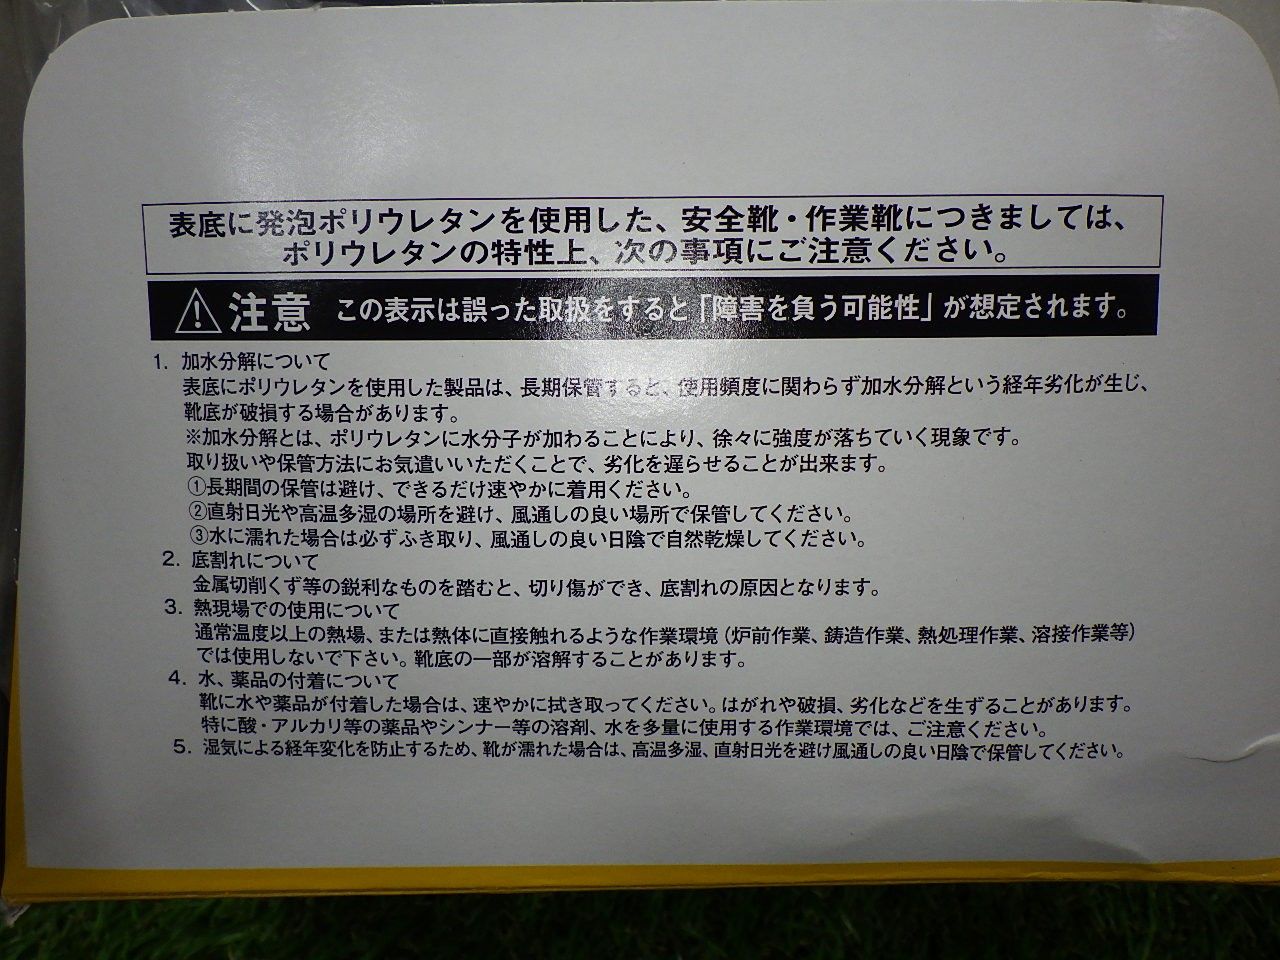 表底に発泡ポリウレタンを使用した、安全靴・作業靴につきましては、
ポリウレタンの特性上、次の事項にご注意ください。
注意 この表示は誤った取扱をすると「障害を負う可能性」が想定されます。
1. 加水分解について
表底にポリウレタンを使用した製品は、長期保管すると、使用頻度に関わらず加水分解という経年劣化が生じ、
靴底が破損する場合があります。
※加水分解とは、ポリウレタンに水分子が加わることにより、徐々に強度が落ちていく現象です。
取り扱いや保管方法にお気遣いいただくことで、劣化を遅らせることが出来ます。
①長期間の保管は避け、できるだけ速やかに着用ください。
②直射日光や高温多湿の場所を避け、風通しの良い場所で保管してください。
③水に濡れた場合は必ずふき取り、風通しの良い日陰で自然乾燥してください。
2. 底割れについて
金属切削くず等の鋭利なものを踏むと、切り傷ができ、底割れの原因となります。
3. 熱現場での使用について
通常温度以上の熱場、または熱体に直接触れるような作業環境（炉前作業、鋳造作業、熱処理作業、溶接作業等）
では使用しないで下さい。靴底の一部が溶解することがあります。
4. 水、薬品の付着について
靴に水や薬品が付着した場合は、速やかに拭き取ってください。はがれや破損、劣化などを生ずることがあります。
特に酸・アルカリ等の薬品やシンナー等の溶剤、水を多量に使用する作業環境では、ご注意ください。
5. 湿気による経年変化を防止するため、靴が濡れた場合は、高温多湿、直射日光を避け風通しの良い日陰で保管してください。